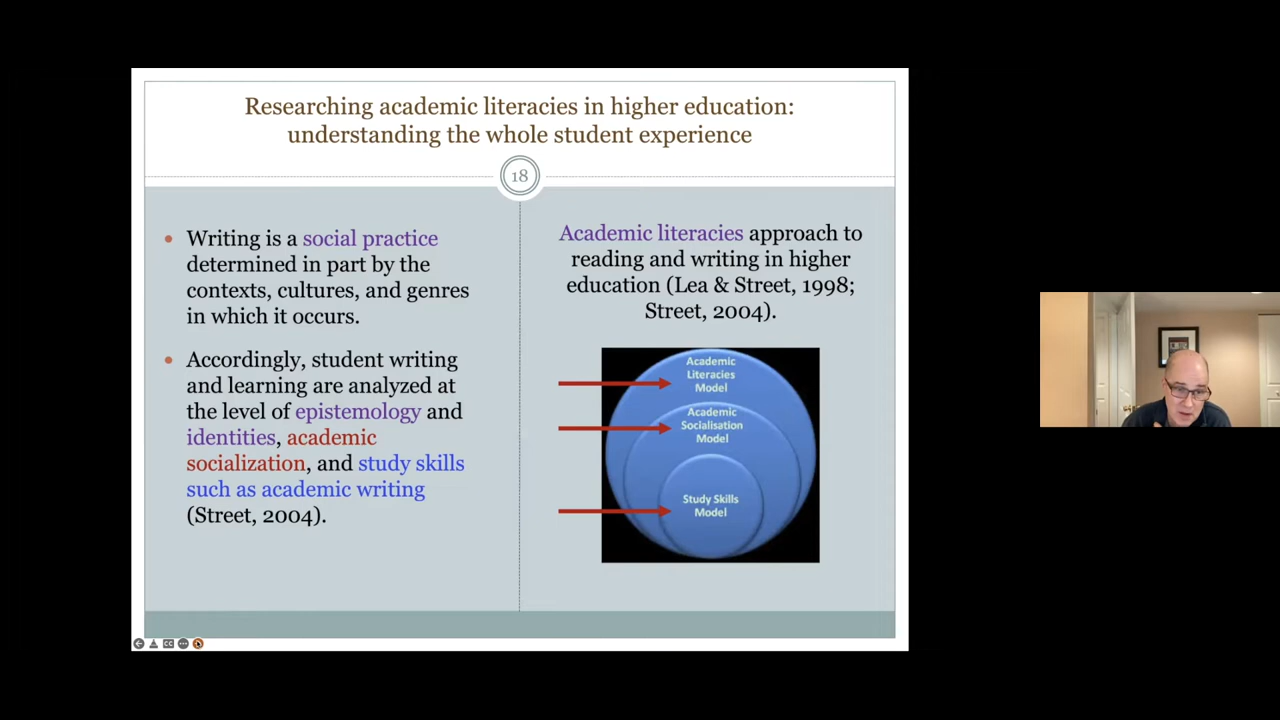 Researching academic literacies in higher education:
understanding the whole student experience
18
Writing is a social practice
determined in part by the
contexts, cultures, and genres
in which it occurs.
Accordingly, student writing
and learning are analyzed at
the level of epistemology and
identities, academic
socialization, and study skills
such as academic writing
(Street, 2004).
Academic literacies approach to
reading and writing in higher
education (Lea & Street, 1998;
Street, 2004).
Academic
Literacies
Model
Academic
Socialisation
Model
Study Skills
Model